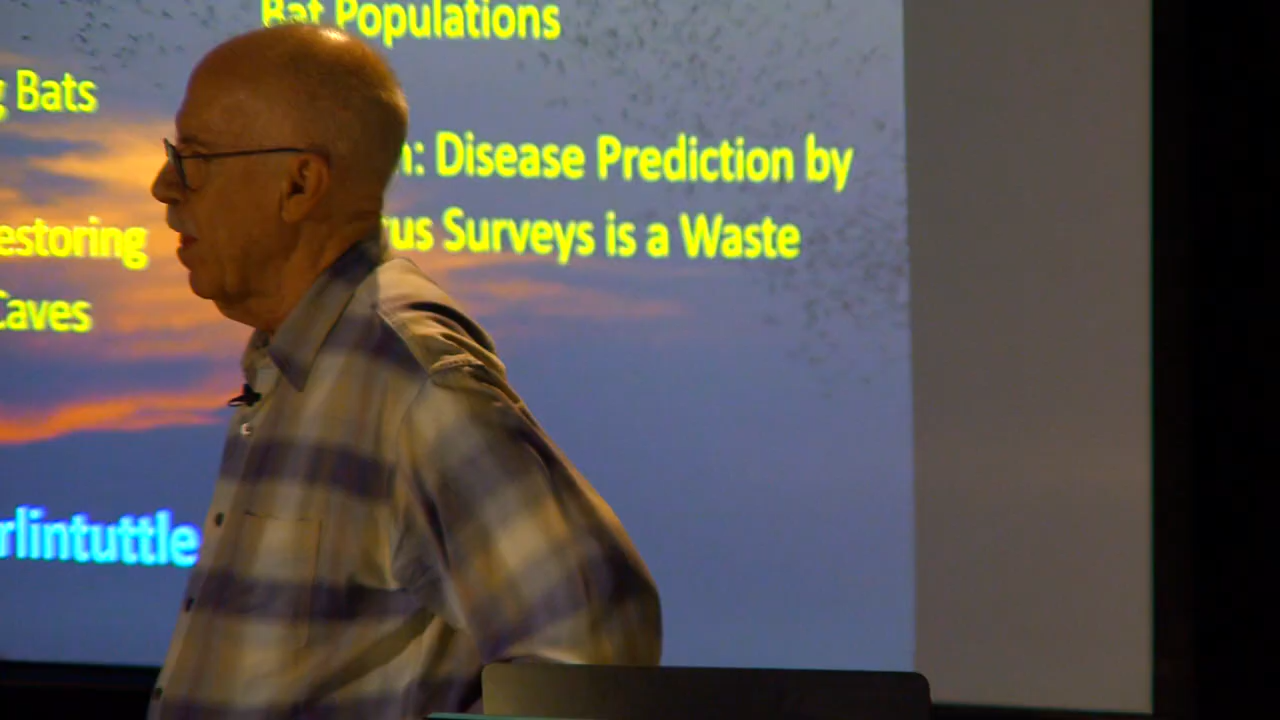 Bat Populations
g Bats
n: Disease Prediction by
estoring
rus Surveys is a Waste
Caves
rlintuttle